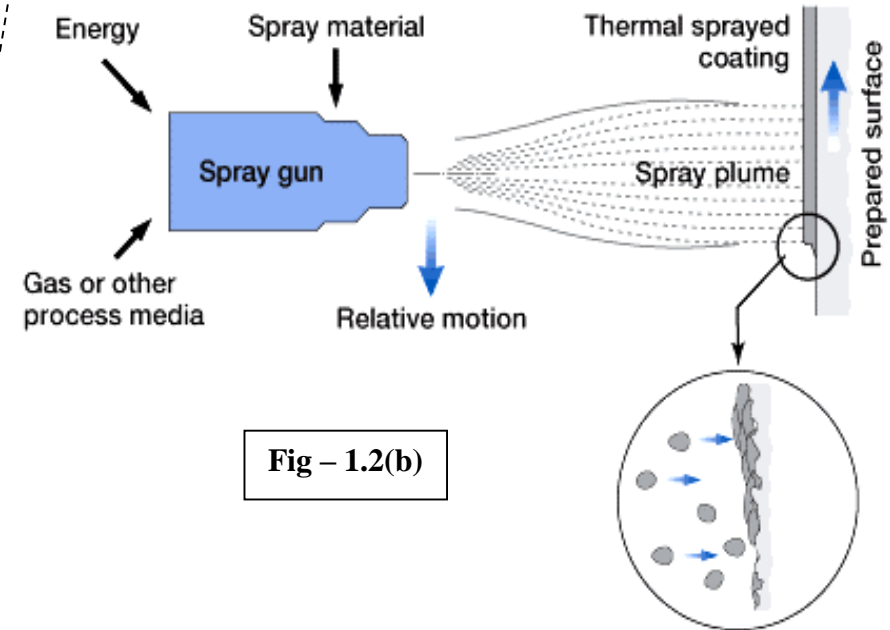 Energy
Spray material
Thermal sprayed
coating
Spray gun
Spray plume
Prepared surface
Gas or other
process media
Relative motion
Fig – 1.2(b)